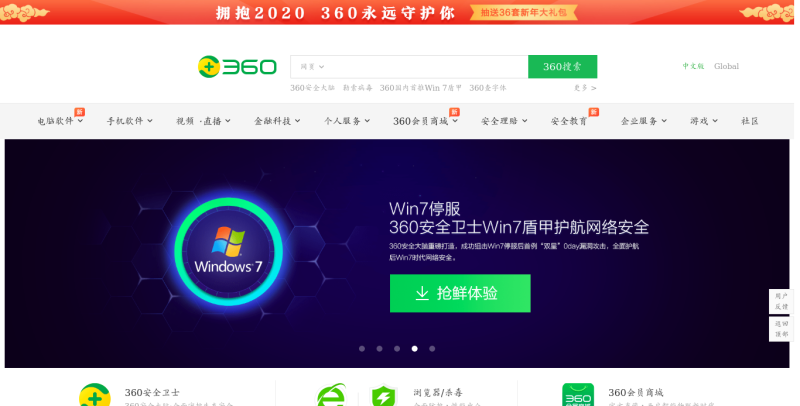 拥抱2020 360永远守护你 抽送36套新年大礼包
360 网页 360搜索 中文版 Global
360安全大脑 勒索病毒 360国内首推Win 7盾甲 360查字体 更多 >
新 新 新
电脑软件 手机软件 视频·直播 金融科技 个人服务 360会员商城 安全理赔 安全教育 企业服务 游戏 社区
Win7停服
360安全卫士Win7盾甲护航网络安全
360安全大脑重磅打造，成功狙击Win7停服后首例“双星”0day漏洞攻击，全面护航
后Win7时代网络安全。
Windows 7
抢鲜体验
用户
反馈
返回
顶部
360安全卫士 浏览器/杀毒 360 360会员商城